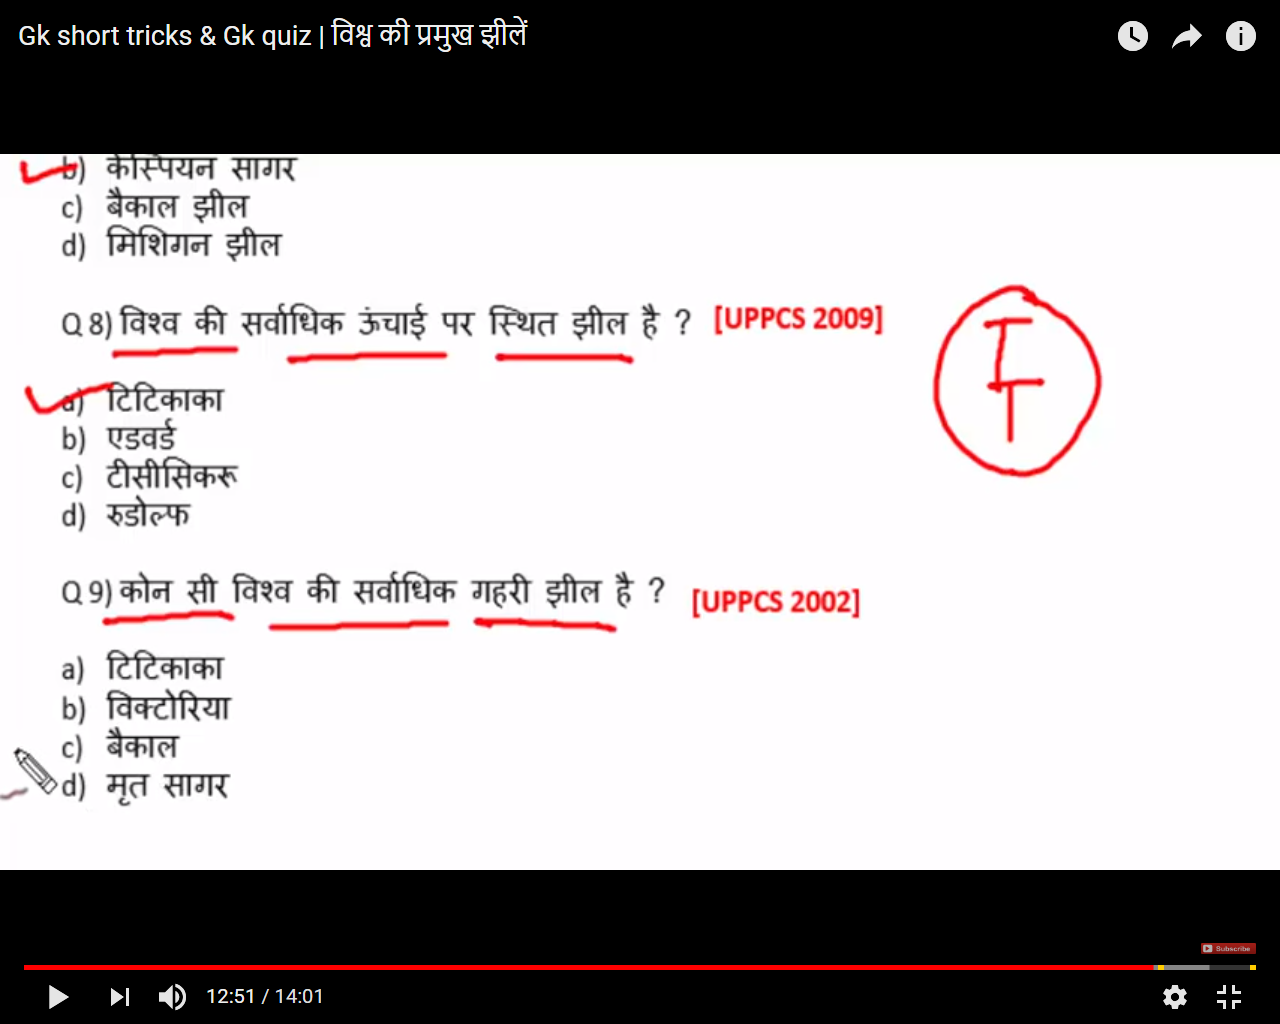 Gk short tricks & Gk quiz | विश्व की प्रमुख झीलें
b) केस्पियन सागर
c) बैकाल झील
d) मिशिगन झील
Q 8) विश्व की सर्वाधिक ऊंचाई पर स्थित झील है ? [UPPCS 2009]
a) टिटिकाका
b) एडवर्ड
c) टीसीसिकरू
d) रुडोल्फ
Q 9) कोन सी विश्व की सर्वाधिक गहरी झील है ? [UPPCS 2002]
a) टिटिकाका
b) विक्टोरिया
c) बैकाल
d) मृत सागर
Subscribe
12:51 / 14:01